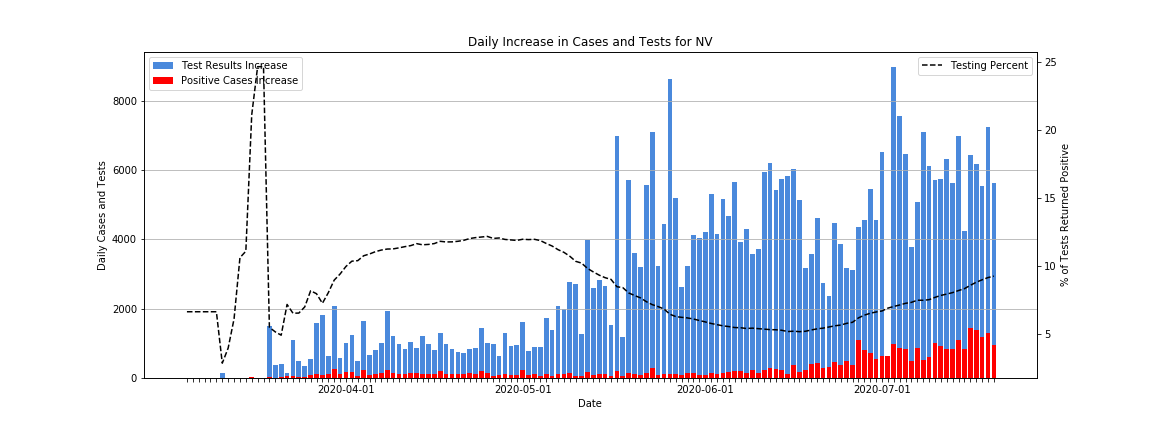 Daily Increase in Cases and Tests for NV
Test Results Increase
Positive Cases Increase
Testing Percent
Daily Cases and Tests
8000
6000
4000
2000
0
25
20
15
10
5
% of Tests Returned Positive
2020-04-01
2020-05-01
2020-06-01
2020-07-01
Date